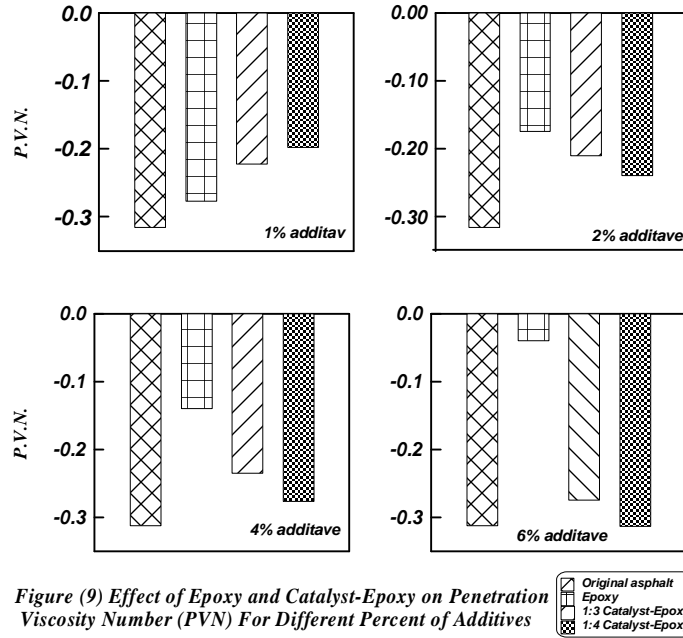 0.0
-0.1
-0.2
-0.3
P.V.N.
1% additav
0.00
-0.10
-0.20
-0.30
2% additave
0.0
-0.1
-0.2
-0.3
P.V.N.
4% additave
0.0
-0.1
-0.2
-0.3
6% additave
Figure (9) Effect of Epoxy and Catalyst-Epoxy on Penetration
Viscosity Number (PVN) For Different Percent of Additives
Original asphalt
Epoxy
1:3 Catalyst-Epox
1:4 Catalyst-Epox